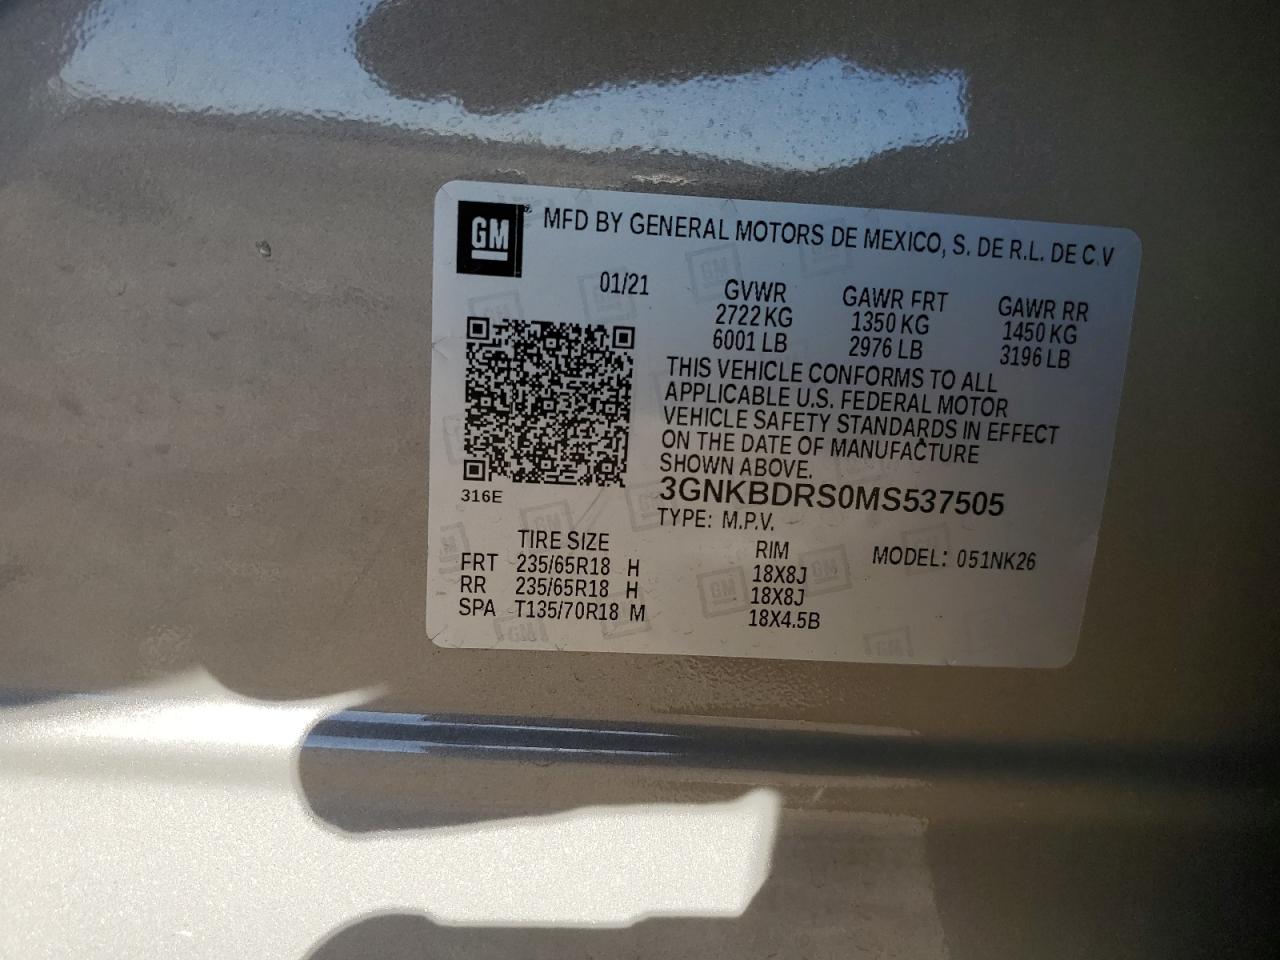 GM MFD BY GENERAL MOTORS DE MEXICO, S. DE R.L. DE C.V
01/21 GVWR GAWR FRT GAWR RR
2722 KG 1350 KG 1450 KG
6001 LB 2976 LB 3196 LB
THIS VEHICLE CONFORMS TO ALL
APPLICABLE U.S. FEDERAL MOTOR
VEHICLE SAFETY STANDARDS IN EFFECT
ON THE DATE OF MANUFACTURE
SHOWN ABOVE.
316E 3GNKBDRS0MS537505
TYPE: M.P.V.
TIRE SIZE RIM MODEL: 051NK26
FRT 235/65R18 H 18X8J
RR 235/65R18 H 18X8J
SPA T135/70R18 M 18X4.5B